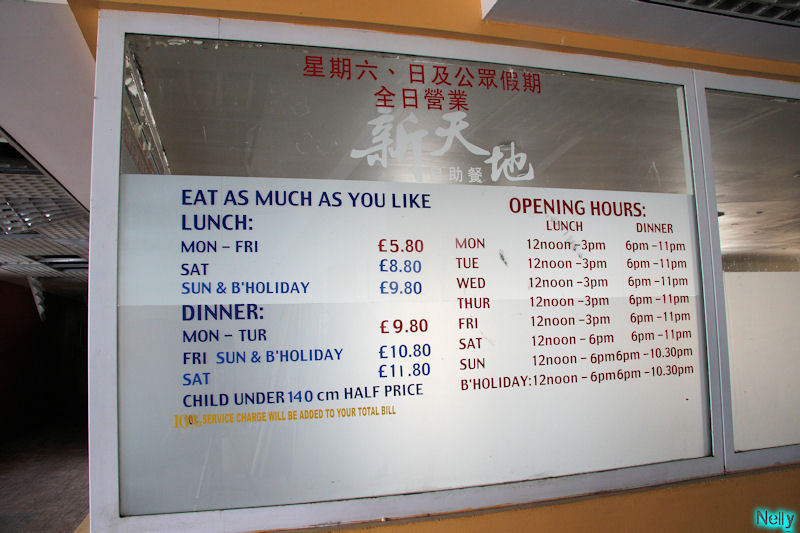 星期六、日及公眾假期
全日營業
新天地
助餐
EAT AS MUCH AS YOU LIKE
LUNCH:
MON – FRI £5.80
SAT £8.80
SUN & B'HOLIDAY £9.80
DINNER:
MON – TUR £9.80
FRI SUN & B'HOLIDAY £10.80
SAT £11.80
CHILD UNDER 140 cm HALF PRICE
10% SERVICE CHARGE WILL BE ADDED TO YOUR TOTAL BILL
OPENING HOURS:
LUNCH DINNER
MON 12noon –3pm 6pm –11pm
TUE 12noon –3pm 6pm –11pm
WED 12noon –3pm 6pm –11pm
THUR 12noon –3pm 6pm –11pm
FRI 12noon –3pm 6pm –11pm
SAT 12noon – 6pm 6pm –11pm
SUN 12noon – 6pm 6pm –10.30pm
B'HOLIDAY: 12noon – 6pm 6pm –10.30pm
Nelly